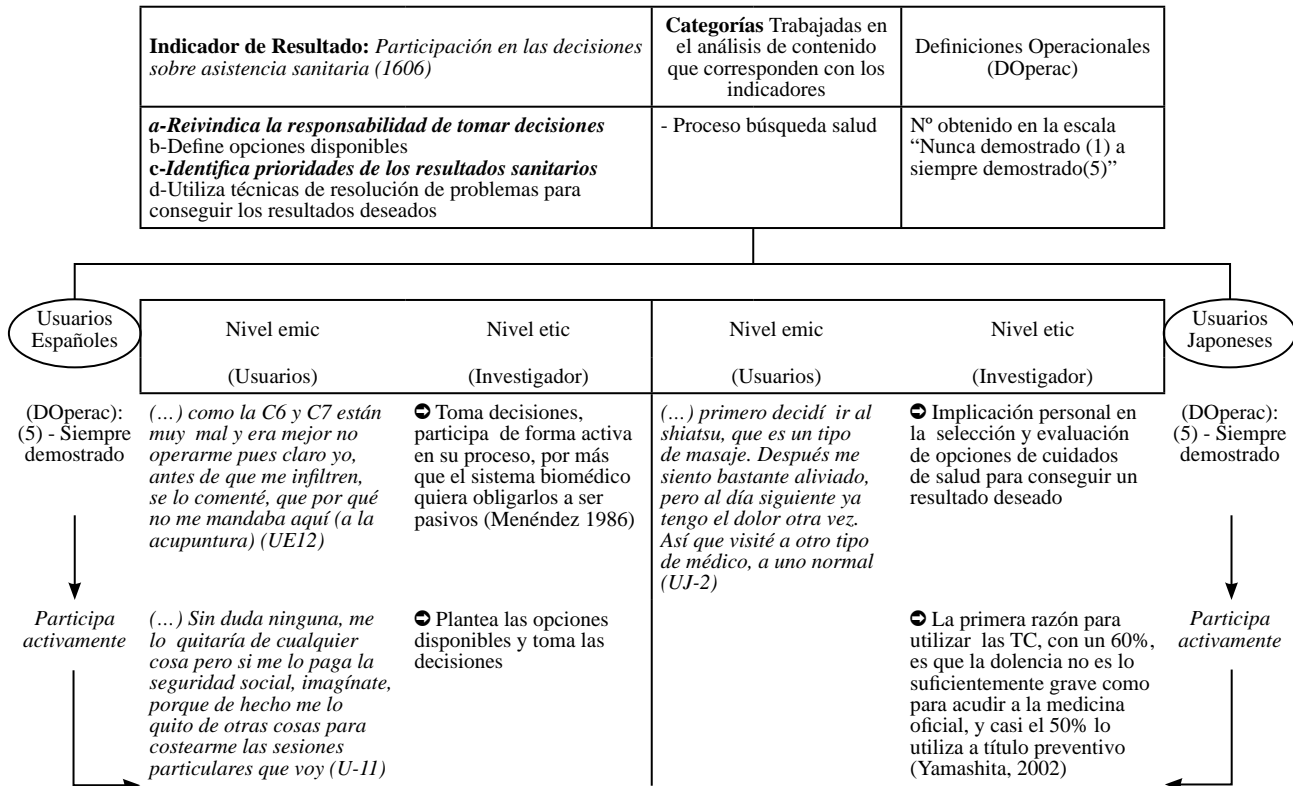 Indicador de Resultado: Participación en las decisiones
sobre asistencia sanitaria (1606)
Categorías Trabajadas en
el análisis de contenido
que corresponden con los
indicadores
Definiciones Operacionales
(DOperac)
a-Reivindica la responsabilidad de tomar decisiones
b-Define opciones disponibles
c-Identifica prioridades de los resultados sanitarios
d-Utiliza técnicas de resolución de problemas para
conseguir los resultados deseados
- Proceso búsqueda salud
Nº obtenido en la escala
“Nunca demostrado (1) a
siempre demostrado(5)”
Usuarios
Españoles
Nivel emic
(Usuarios)
Nivel etic
(Investigador)
Nivel emic
(Usuarios)
Nivel etic
(Investigador)
Usuarios
Japoneses
(DOperac):
(5) - Siempre
demostrado
(…) como la C6 y C7 están
muy mal y era mejor no
operarme pues claro yo,
antes de que me infiltren,
se lo comenté, que por qué
no me mandaba aquí (a la
acupuntura) (UE12)
➲ Toma decisiones,
participa de forma activa
en su proceso, por más
que el sistema biomédico
quiera obligarlos a ser
pasivos (Menéndez 1986)
(…) primero decidí ir al
shiatsu, que es un tipo
de masaje. Después me
siento bastante aliviado,
pero al día siguiente ya
tengo el dolor otra vez.
Así que visité a otro tipo
de médico, a uno normal
(UJ-2)
➲ Implicación personal en
la selección y evaluación
de opciones de cuidados
de salud para conseguir un
resultado deseado
(DOperac):
(5) - Siempre
demostrado
Participa
activamente
(…) Sin duda ninguna, me
lo quitaría de cualquier
cosa pero si me lo paga la
seguridad social, imagínate,
porque de hecho me lo
quito de otras cosas para
costearme las sesiones
particulares que voy (U-11)
➲ Plantea las opciones
disponibles y toma las
decisiones
➲ La primera razón para
utilizar las TC, con un 60%,
es que la dolencia no es lo
suficientemente grave como
para acudir a la medicina
oficial, y casi el 50% lo
utiliza a título preventivo
(Yamashita, 2002)
Participa
activamente